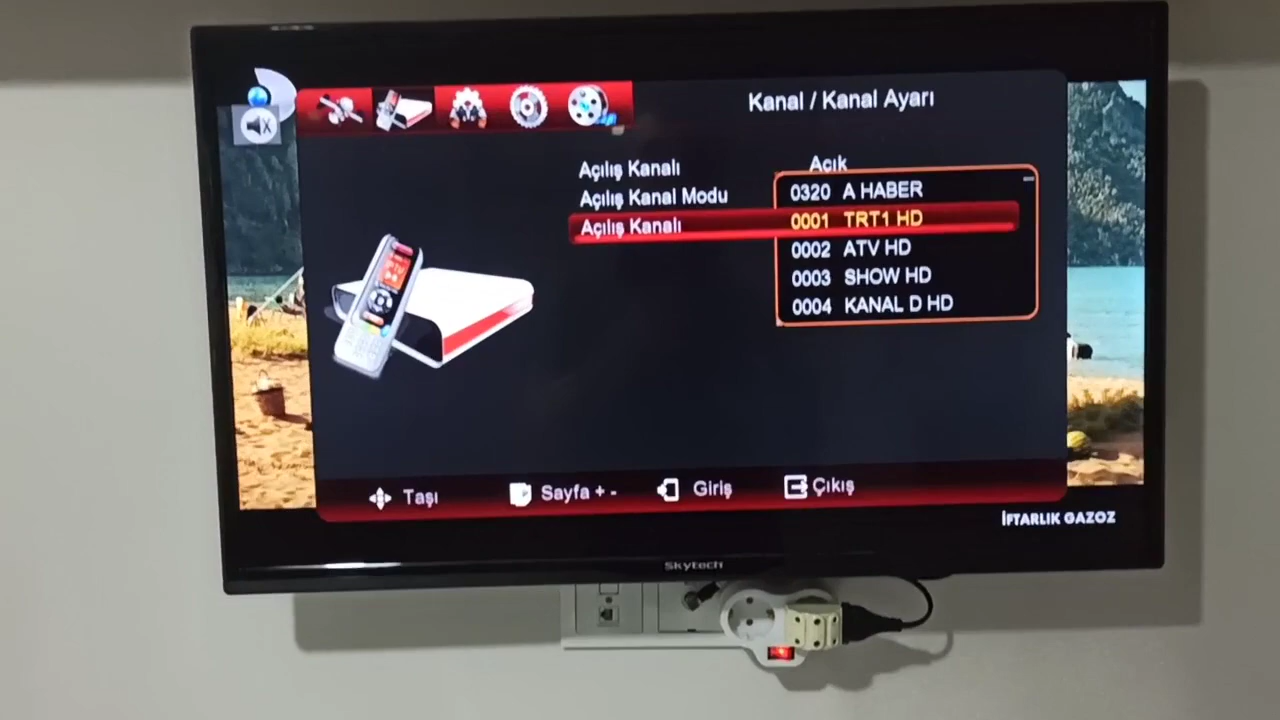 Kanal / Kanal Ayarı
Açılış Kanalı Açık
Açılış Kanal Modu
Açılış Kanalı
0320 A HABER
0001 TRT1 HD
0002 ATV HD
0003 SHOW HD
0004 KANAL D HD
Taşı Sayfa + - Giriş Çıkış
İFTARLIK GAZOZ
Skytech